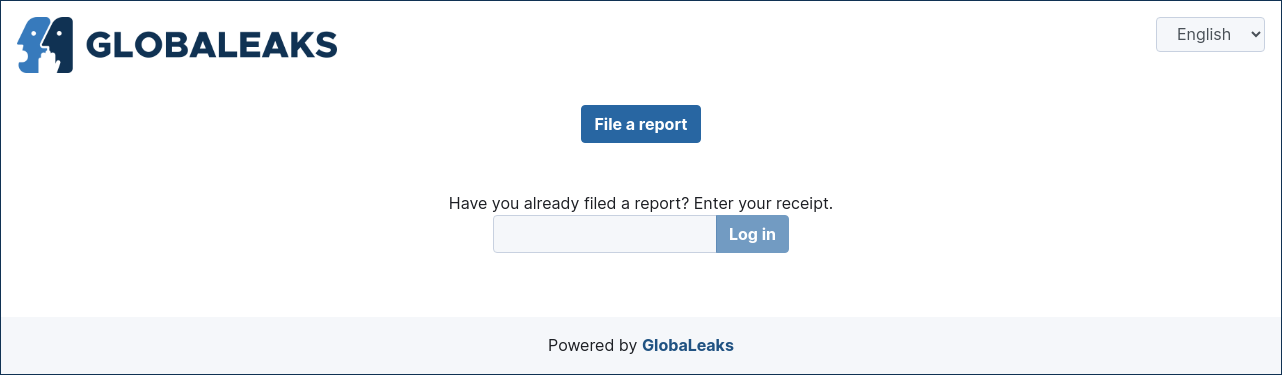 GLOBALEAKS
English
File a report
Have you already filed a report? Enter your receipt.
Log in
Powered by GlobaLeaks